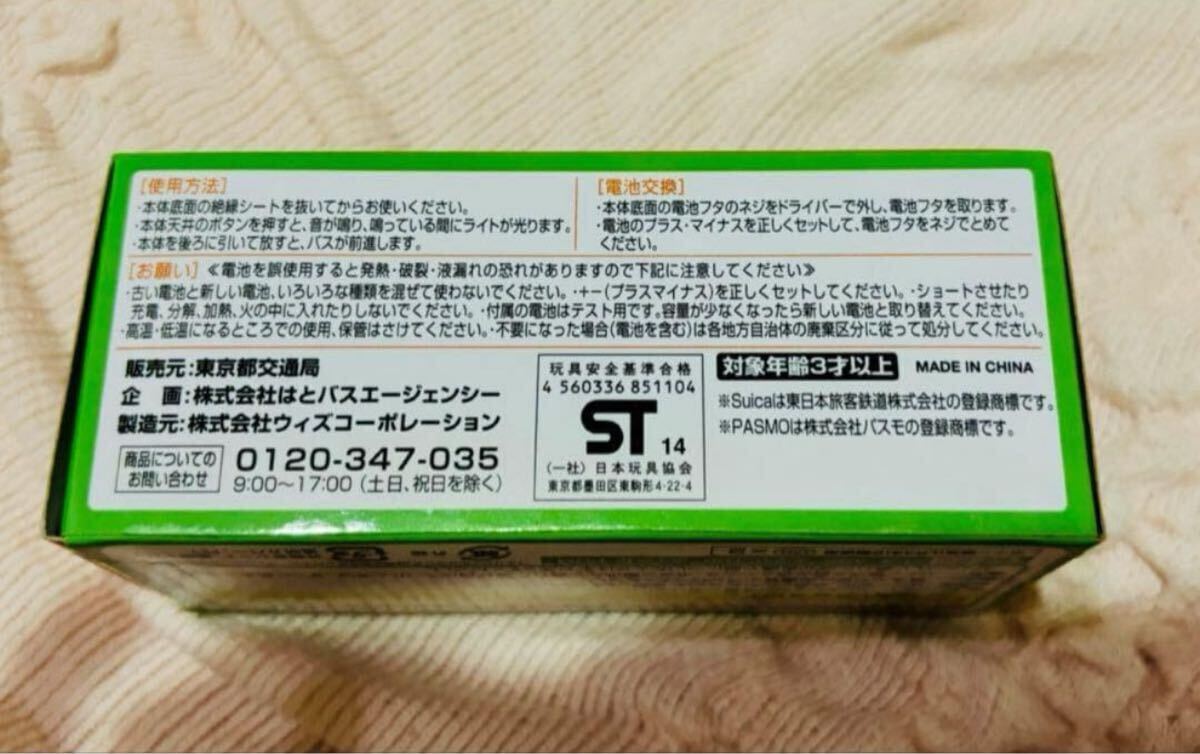 [使用方法]
・本体底面の絶縁シートを抜いてからお使いください。
・本体天井のボタンを押すと、音が鳴り、鳴っている間にライトが光ります。
・本体を後ろに引いて放すと、バスが前進します。
[電池交換]
・本体底面の電池フタのネジをドライバーで外し、電池フタを取ります。
・電池のプラス・マイナスを正しくセットして、電池フタをネジでとめて
ください。
[お願い] ≪電池を誤使用すると発熱・破裂・液漏れの恐れがありますので下記に注意してください≫
・古い電池と新しい電池、いろいろな種類を混ぜて使わないでください。・+−(プラスマイナス)を正しくセットしてください。・ショートさせたり
充電、分解、加熱、火の中に入れたりしないでください。・付属の電池はテスト用です。容量が少なくなったら新しい電池と取り替えてください。
・高温・低温になるところでの使用、保管はさけてください。・不要になった場合(電池を含む)は各地方自治体の廃棄区分に従って処分してください。
販売元:東京都交通局
企 画:株式会社はとバスエージェンシー
製造元:株式会社ウィズコーポレーション
商品についての
お問い合わせ
0120-347-035
9:00〜17:00(土日、祝日を除く)
玩具安全基準合格
4 560336 851104
ST 14
(一社)日本玩具協会
東京都墨田区東駒形4-22-4
対象年齢3才以上 MADE IN CHINA
※Suicaは東日本旅客鉄道株式会社の登録商標です。
※PASMOは株式会社パスモの登録商標です。